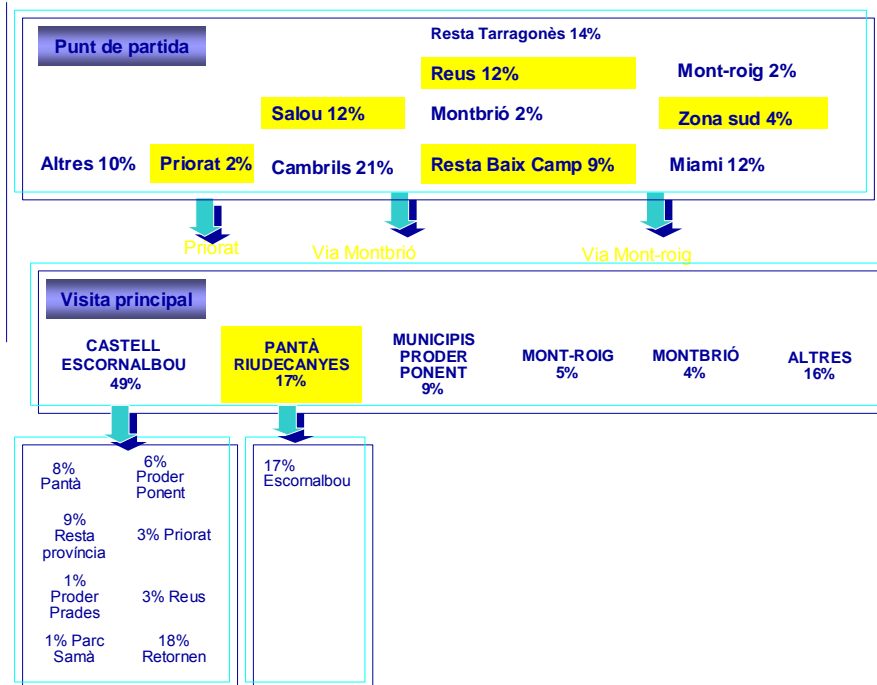 Punt de partida
Resta Tarragonès 14%
Reus 12%
Mont-roig 2%
Salou 12%
Montbrió 2%
Zona sud 4%
Altres 10%
Priorat 2%
Cambrils 21%
Resta Baix Camp 9%
Miami 12%
Priorat
Via Montbrió
Via Mont-roig
Visita principal
CASTELL
ESCORNALBOU
49%
PANTÀ
RIUDECANYES
17%
MUNICIPIS
PRODER
PONENT
9%
MONT-ROIG
5%
MONTBRIÓ
4%
ALTRES
16%
8%
Pantà
6%
Proder
Ponent
9%
Resta
província
3% Priorat
1%
Proder
Prades
3% Reus
1% Parc
Samà
18%
Retornen
17%
Escornalbou